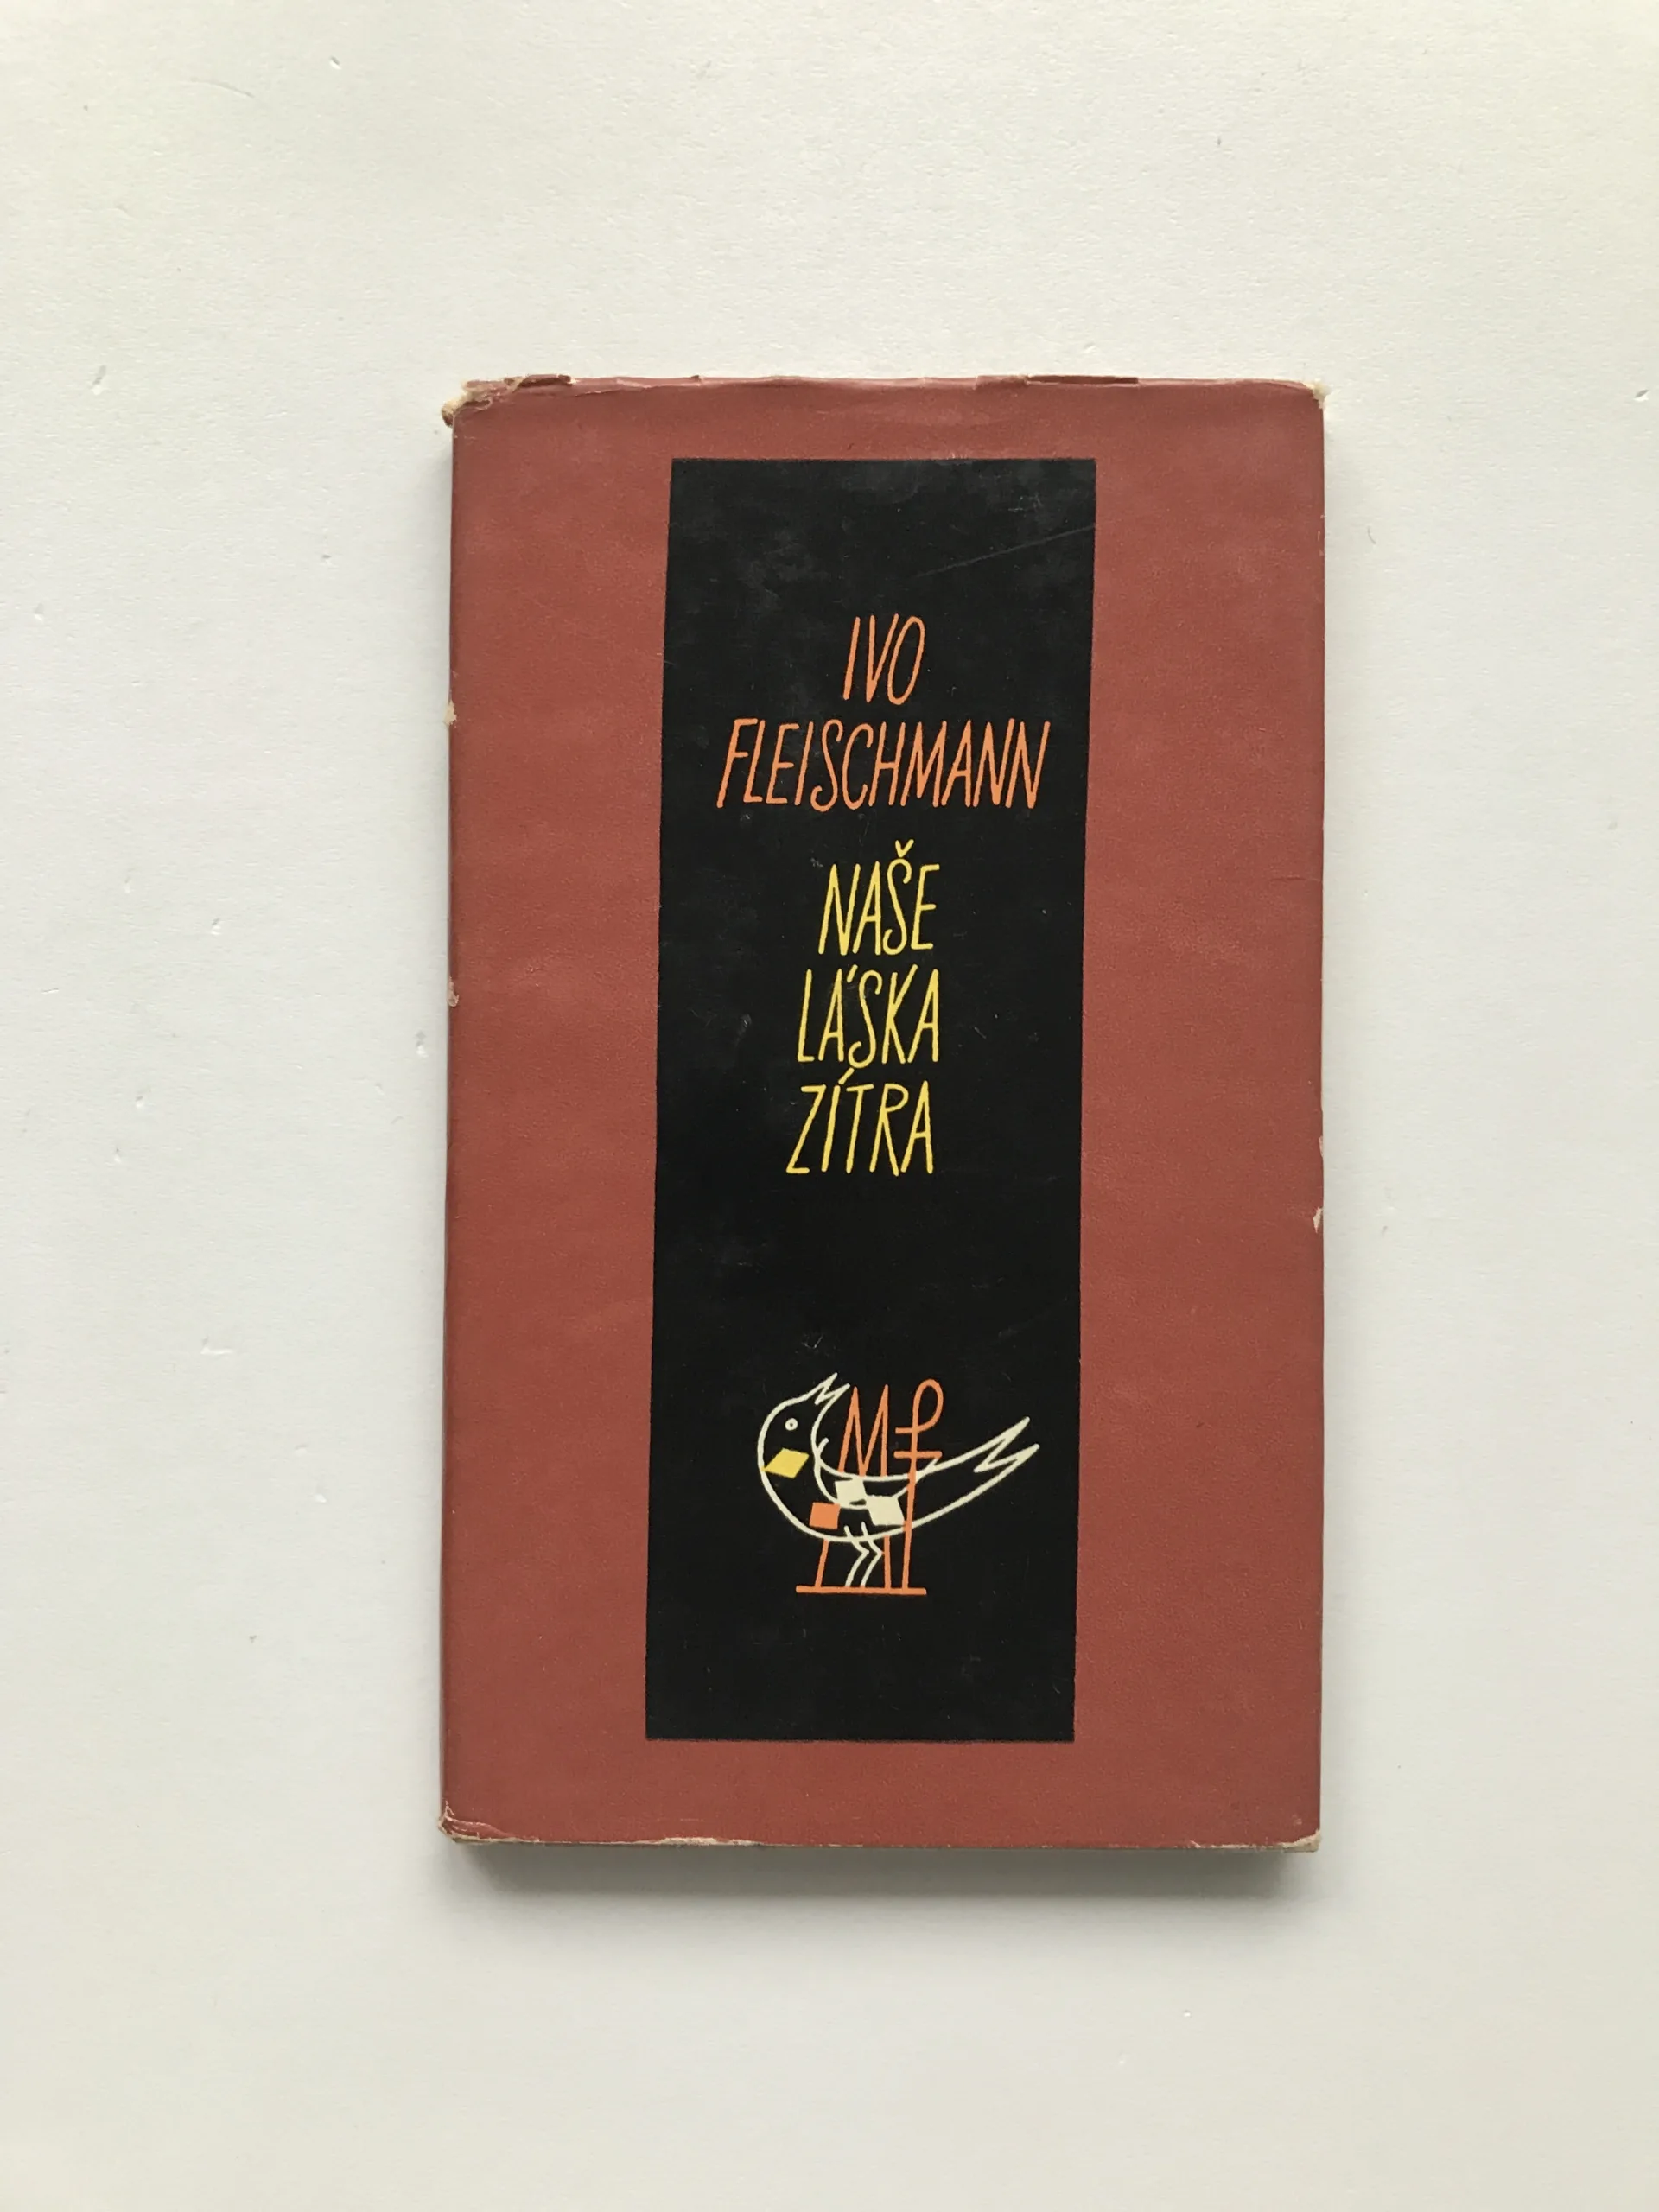 IVO
FLEISCHMANN
NAŠE
LÁSKA
ZÍTRA
Mf